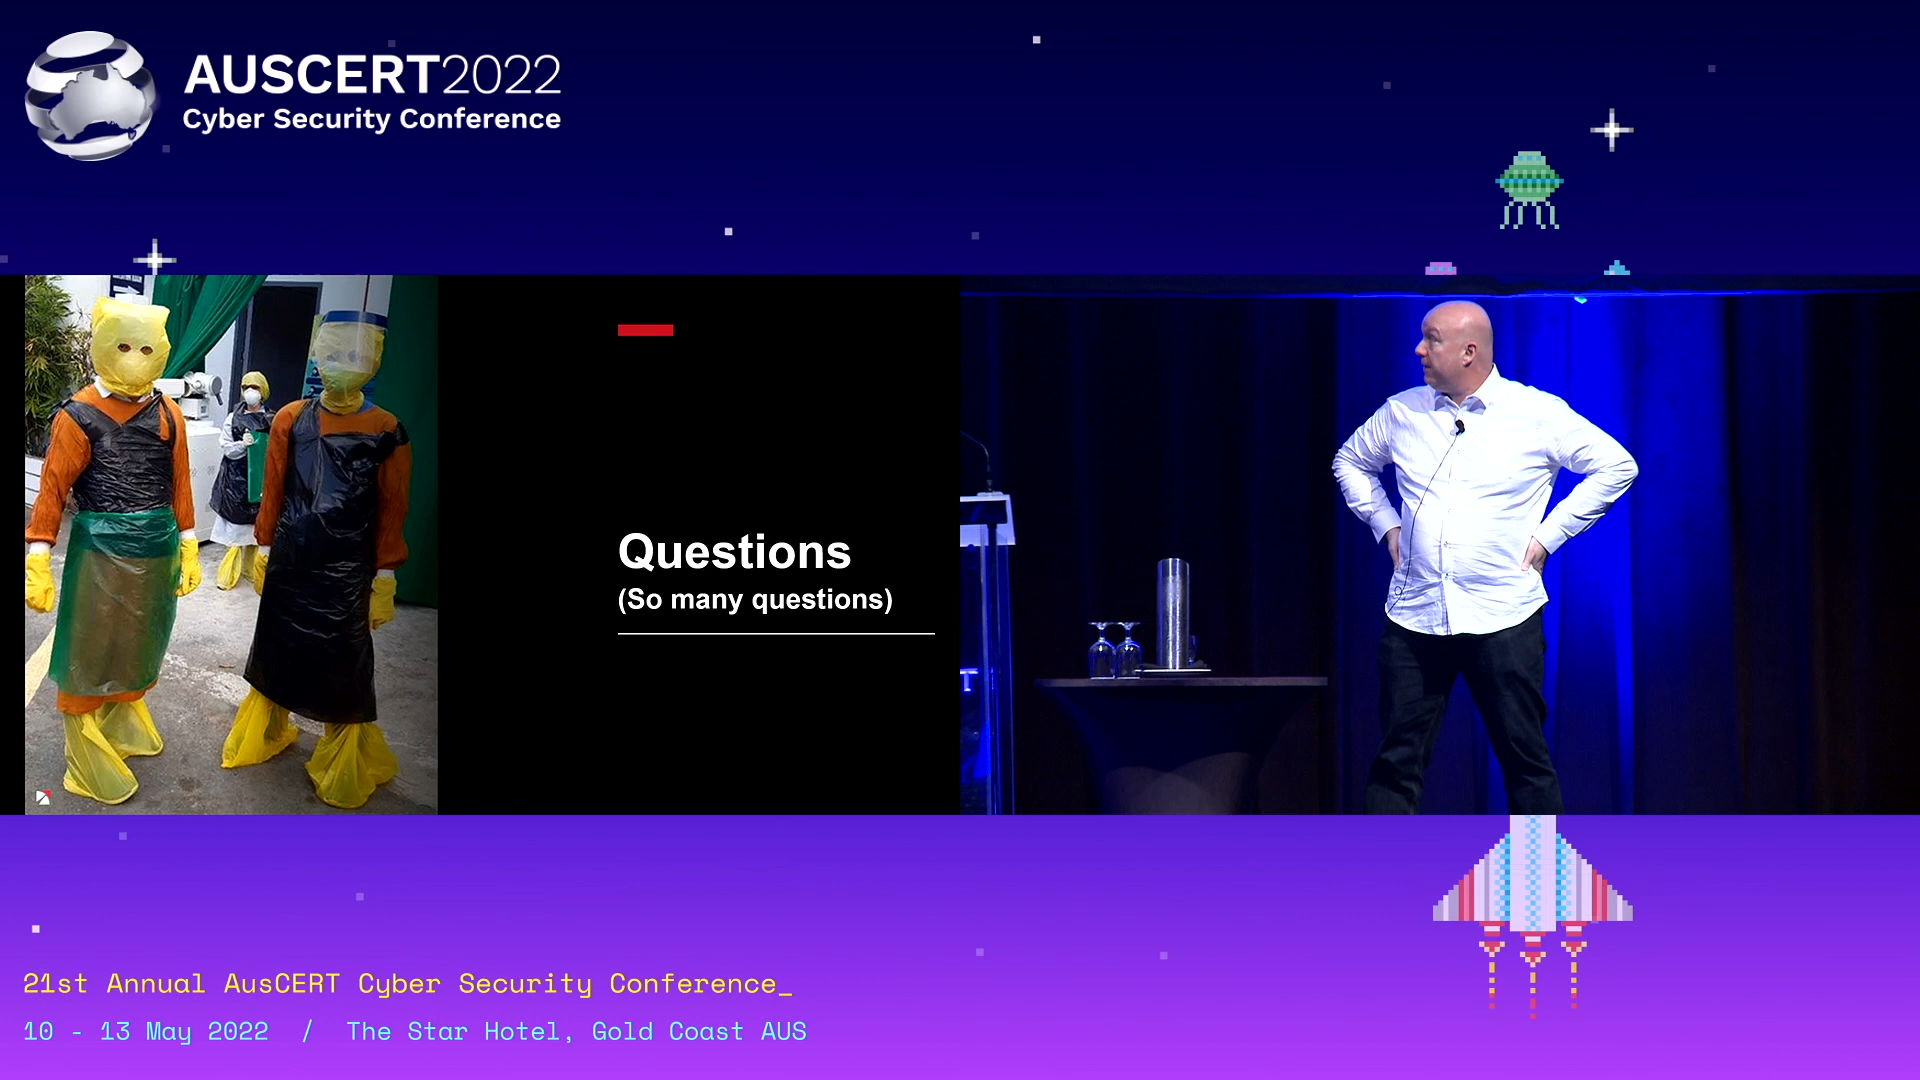 AUSCERT2022
Cyber Security Conference
Questions
(So many questions)
21st Annual AusCERT Cyber Security Conference_
10 - 13 May 2022 / The Star Hotel, Gold Coast AUS